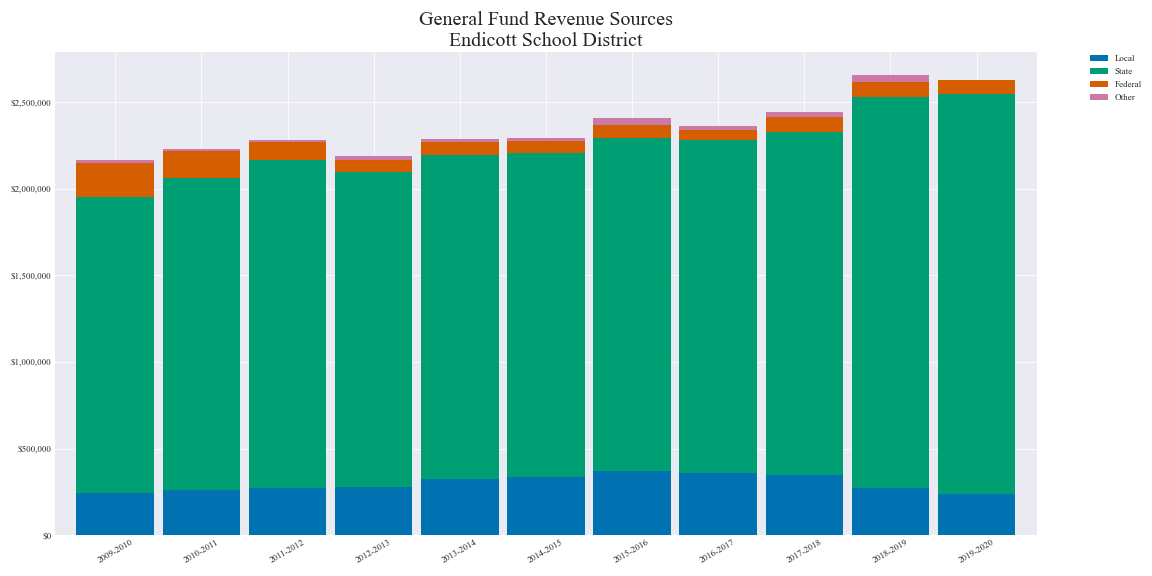 General Fund Revenue Sources
Endicott School District
Local
State
Federal
Other
$2,500,000
$2,000,000
$1,500,000
$1,000,000
$500,000
$0
2009-2010
2010-2011
2011-2012
2012-2013
2013-2014
2014-2015
2015-2016
2016-2017
2017-2018
2018-2019
2019-2020